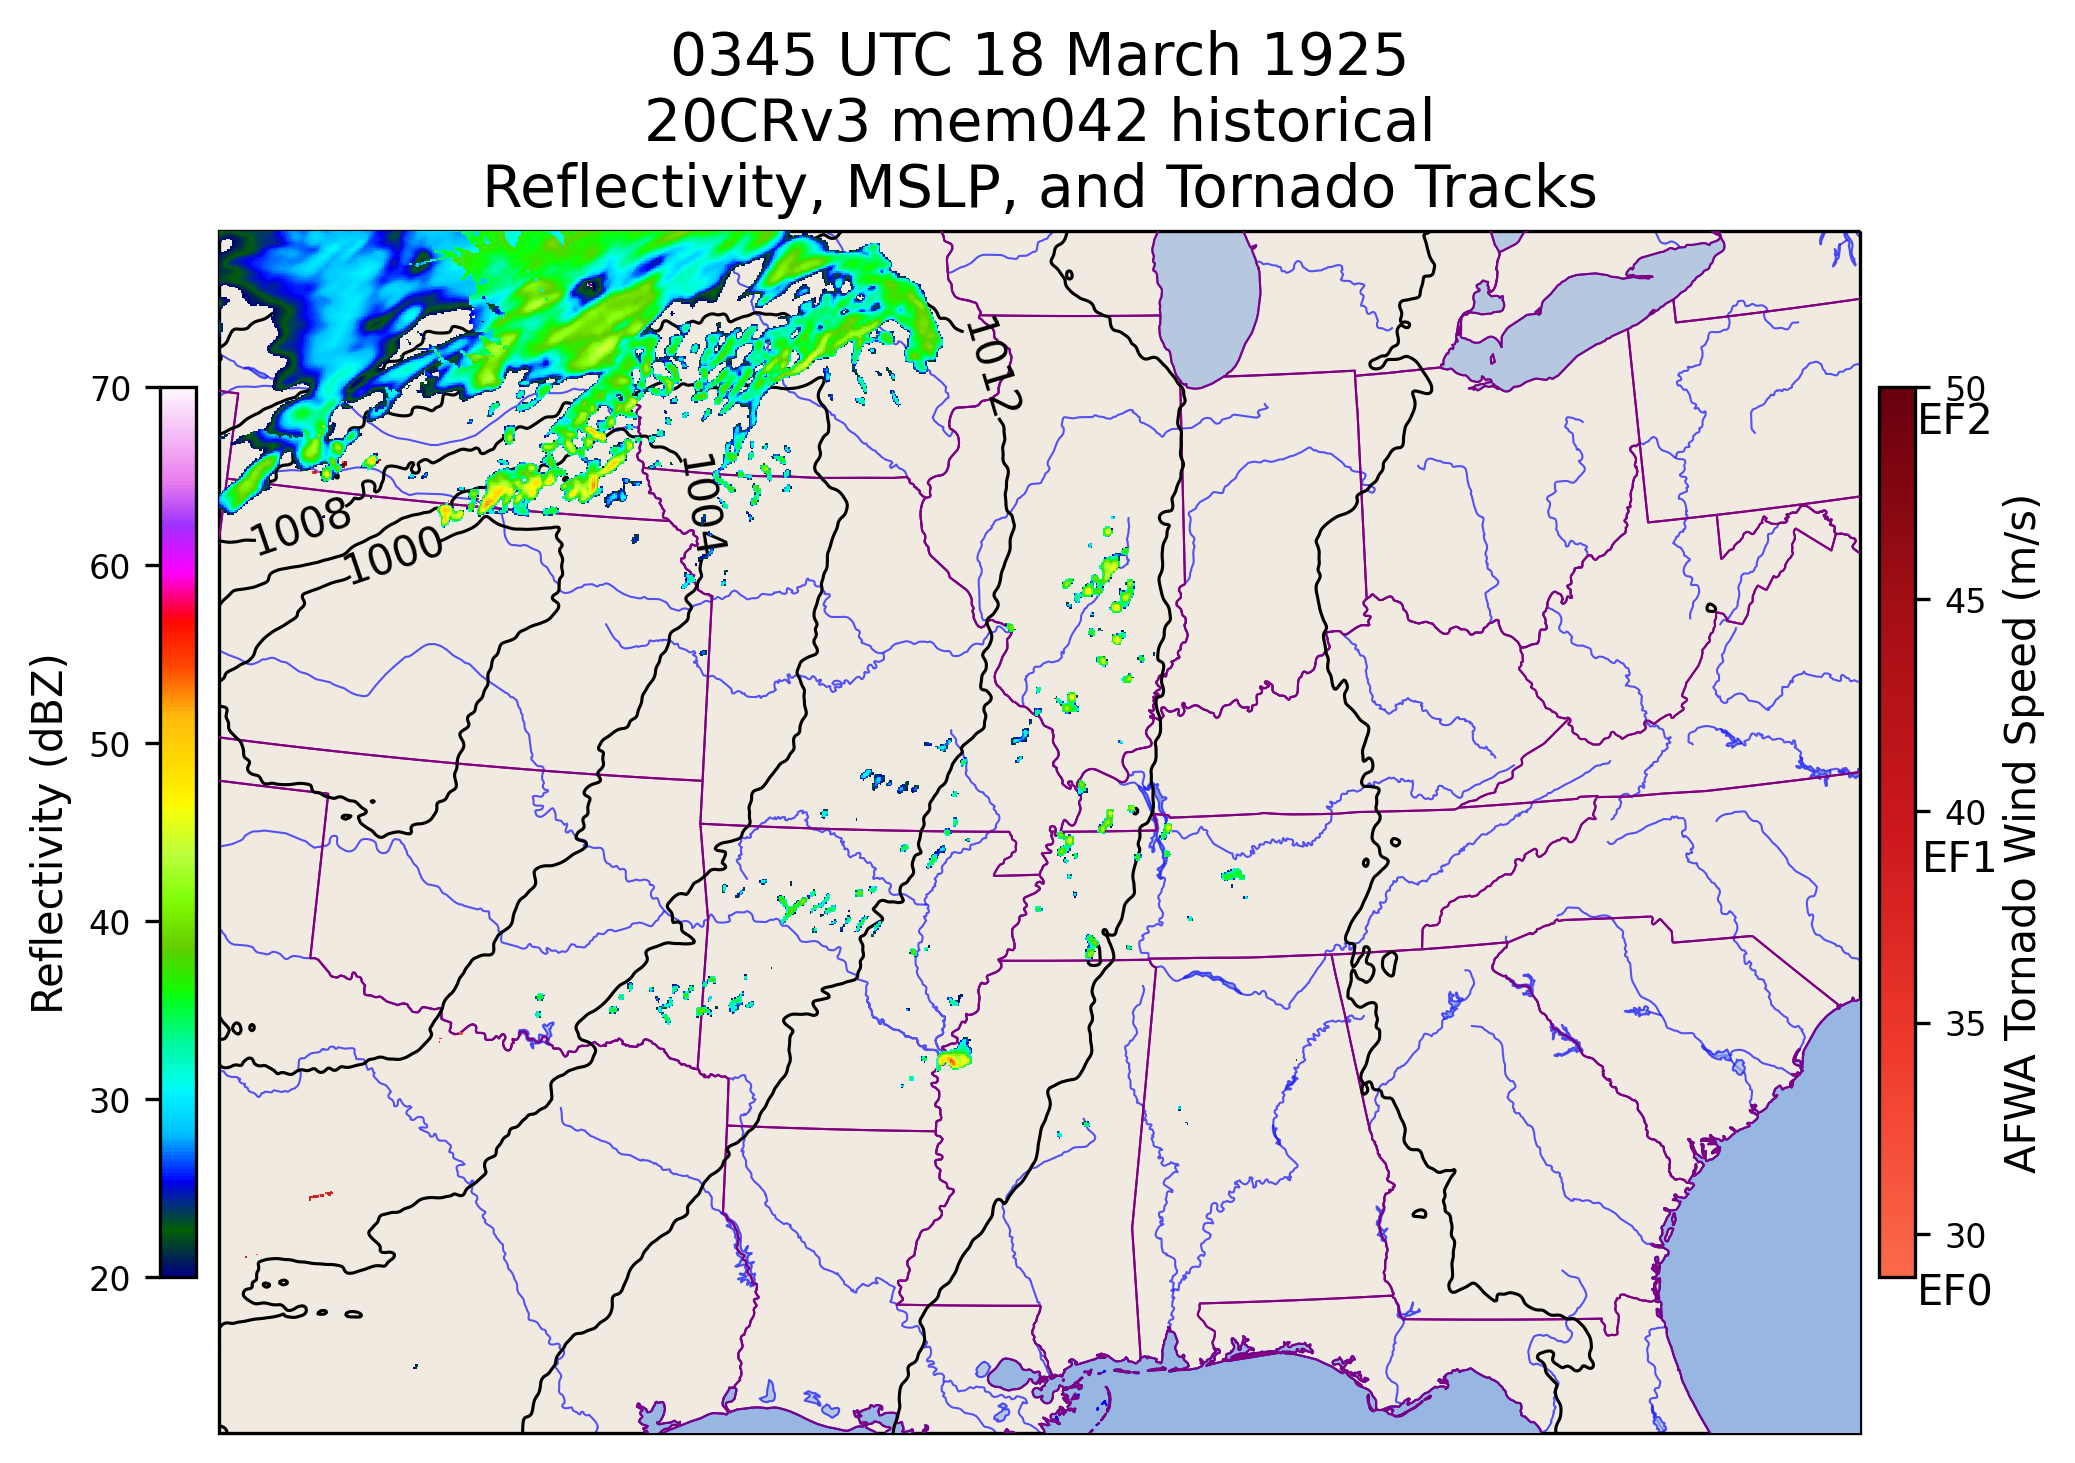 0345 UTC 18 March 1925
20CRv3 mem042 historical
Reflectivity, MSLP, and Tornado Tracks
Reflectivity (dBZ)
70
60
50
40
30
20
1012
1008
1004
1000
50
EF2
45
40
EF1
35
30
EF0
AFWA Tornado Wind Speed (m/s)